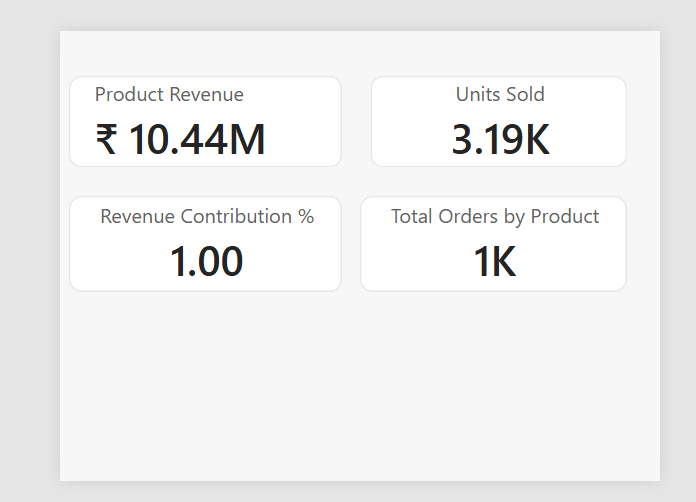 Product Revenue
₹ 10.44M
Units Sold
3.19K
Revenue Contribution %
1.00
Total Orders by Product
1K